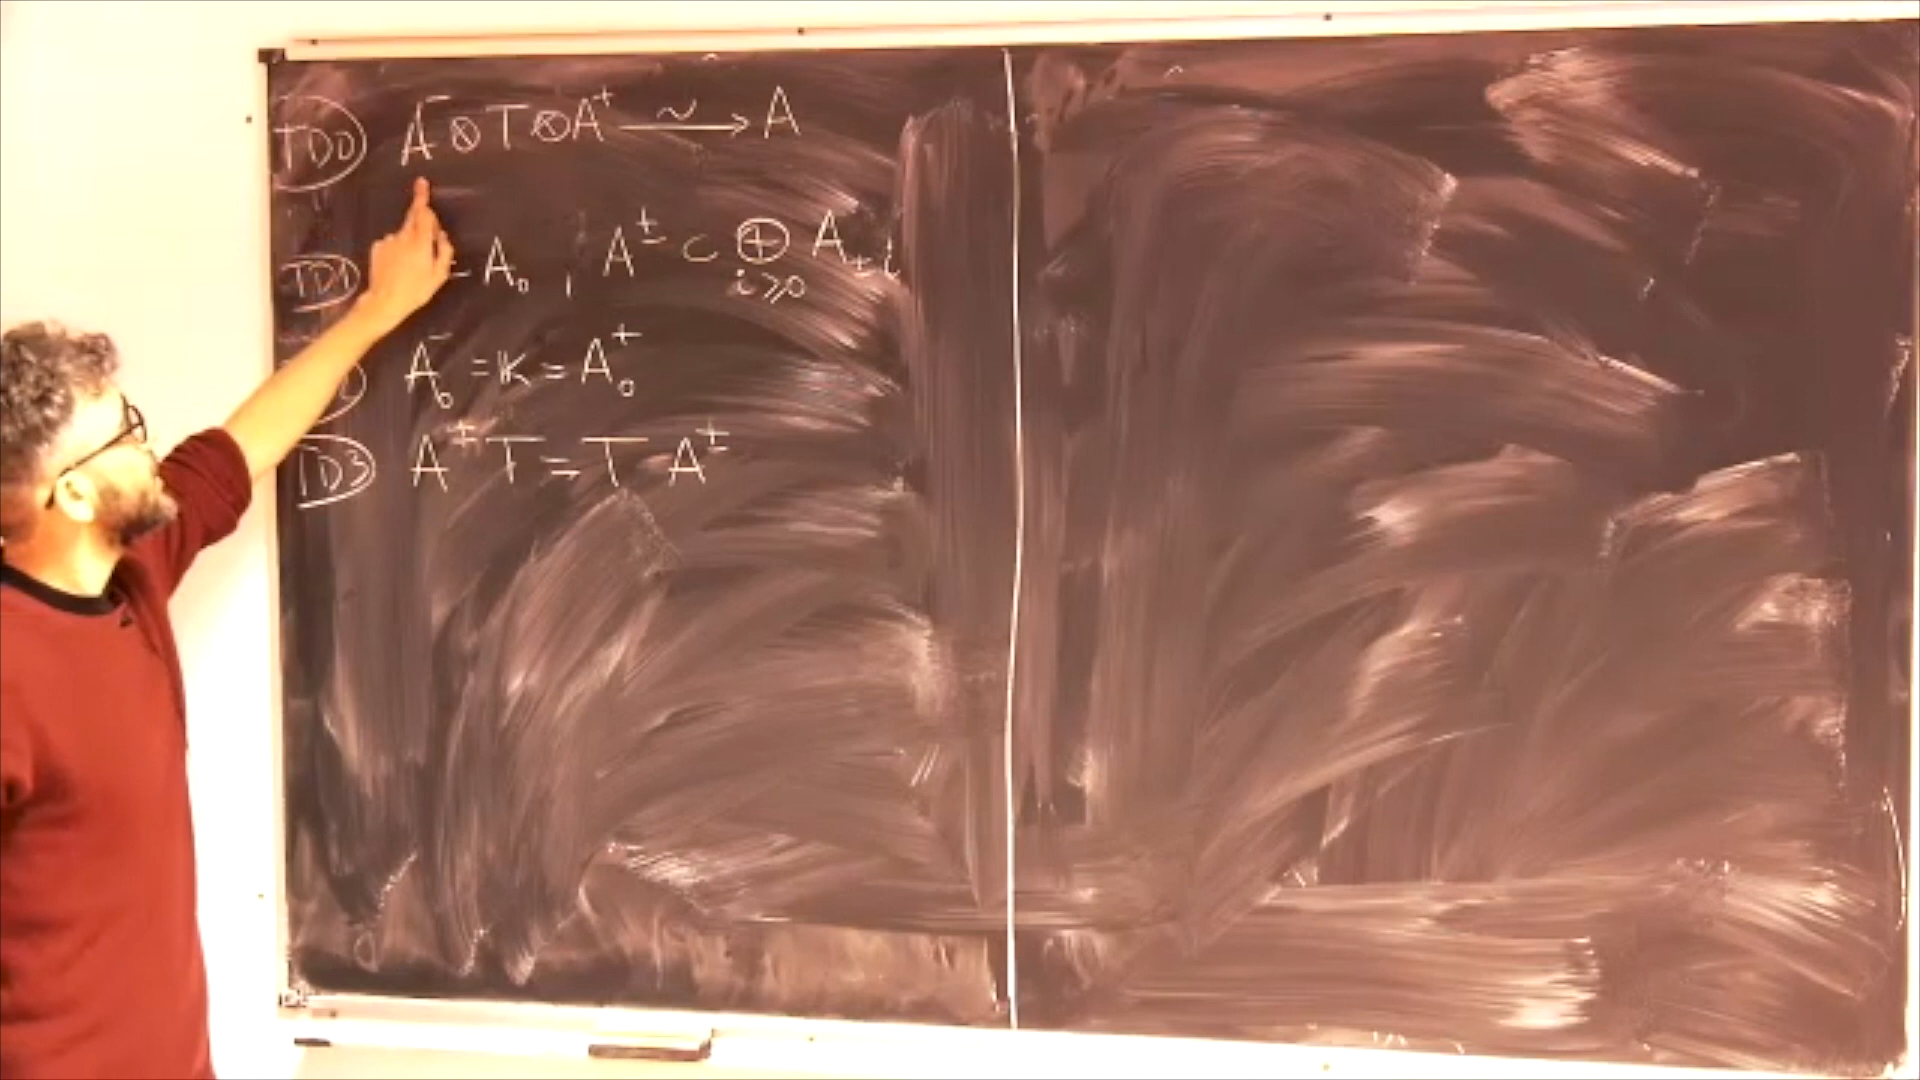 TD0 A⁻ ⊗ T ⊗ A⁺ ⥲ A
TD1 ⊂ A₀ , A^± ⊂ ⊕_{i≥0} A_{±i}
A₀⁻ = 𝕂 = A₀⁺
TD3 A^± T = T A^±